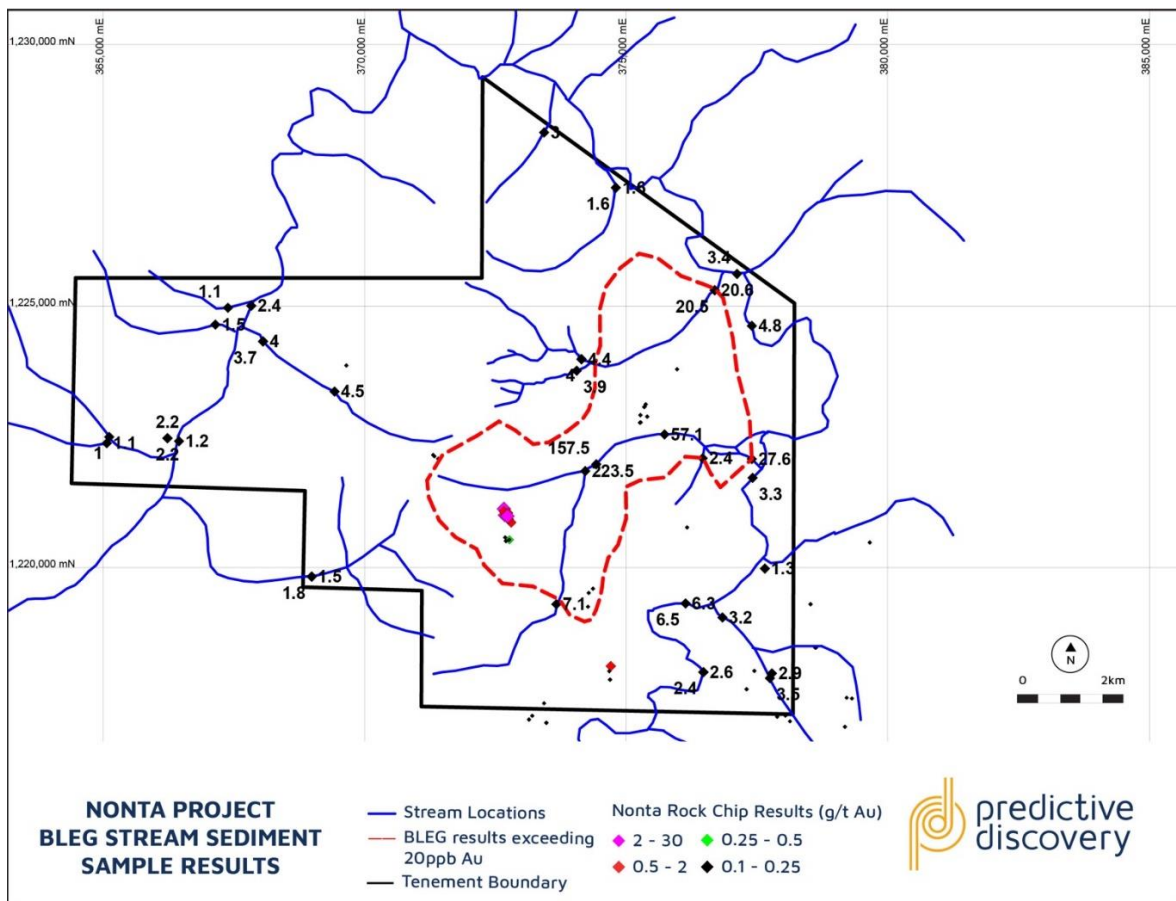 365,000 mE
370,000 mE
375,000 mE
380,000 mE
385,000 mE
1,230,000 mN
3
1.6
1.6
3.4
1,225,000 mN
1.1
2.4
20.6
20.5
1.5
4.8
3.7
4
4.4
4
3.9
4.5
2.2
1.1
1
1.2
2.2
57.1
157.5
223.5
2.4
27.6
3.3
1,220,000 mN
1.5
1.8
1.3
7.1
6.3
6.5
3.2
2.6
2.4
2.9
3.5
N
0 2km
NONTA PROJECT
BLEG STREAM SEDIMENT
SAMPLE RESULTS
Stream Locations
BLEG results exceeding
20ppb Au
Tenement Boundary
Nonta Rock Chip Results (g/t Au)
2 - 30
0.25 - 0.5
0.5 - 2
0.1 - 0.25
predictive
discovery